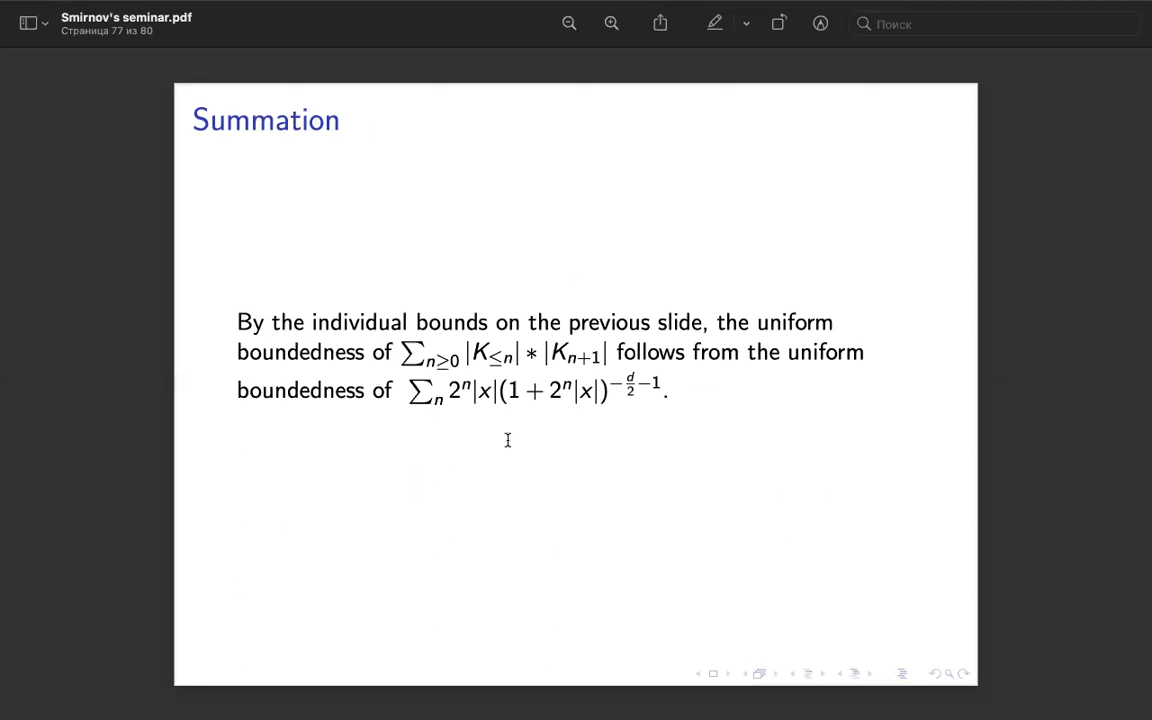 Smirnov's seminar.pdf
Страница 77 из 80
Поиск
Summation
By the individual bounds on the previous slide, the uniform
boundedness of ∑_{n≥0} |K_{≤n}| ∗ |K_{n+1}| follows from the uniform
boundedness of ∑_n 2^n|x|(1 + 2^n|x|)^{−d/2−1}.